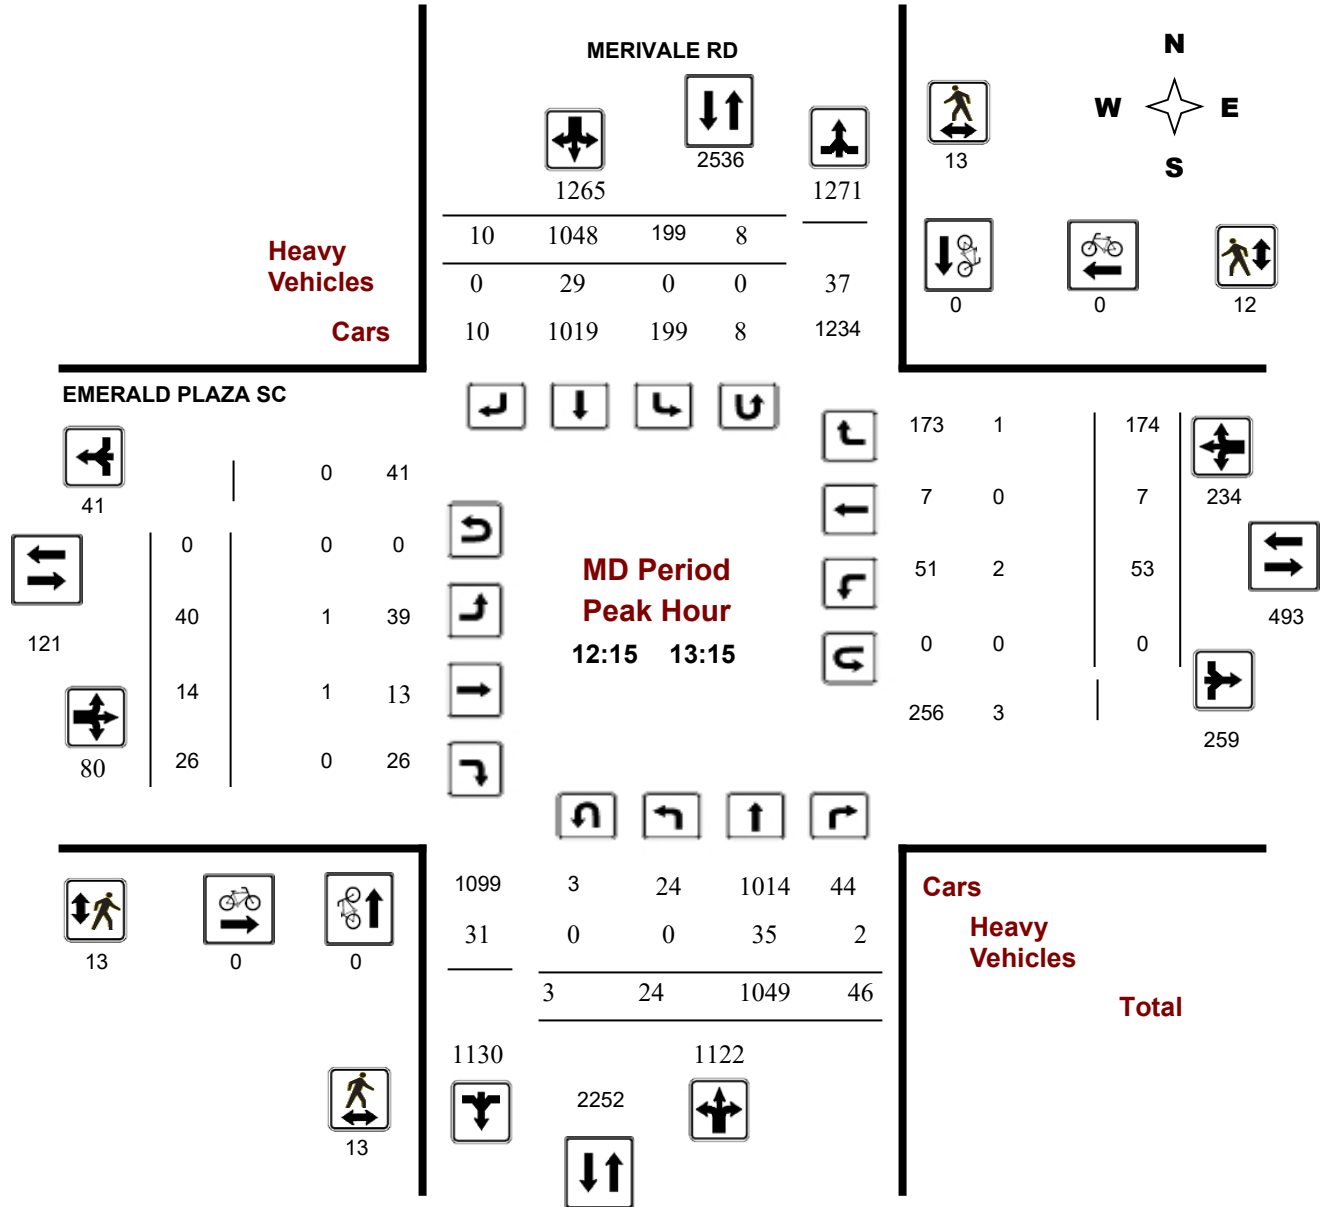 MERIVALE RD
N
W E
S
2536
13
1265
1271
10 1048 199 8
Heavy
Vehicles
0 29 0 0 37
0 0 12
Cars
10 1019 199 8 1234
EMERALD PLAZA SC
173 1 174
0 41
41
7 0 7 234
0 0 0
MD Period
51 2 53
Peak Hour
40 1 39
493
121
12:15 13:15
0 0 0
14 1 13
256 3
259
80
26 0 26
1099 3 24 1014 44
Cars
31 0 0 35 2
Heavy
Vehicles
13 0 0
3 24 1049 46
Total
1130 1122
2252
13